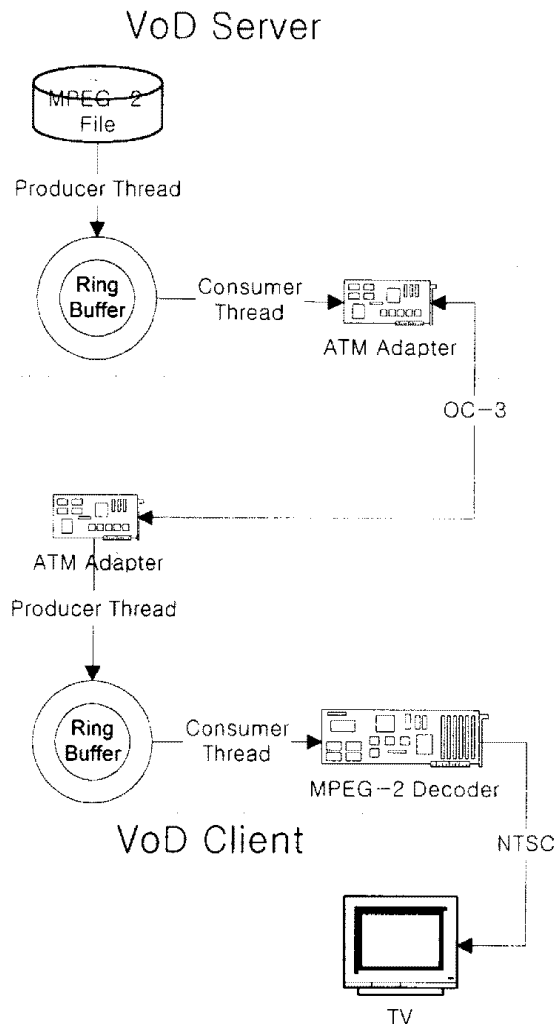 VoD Server
MPEG-2
File
Producer Thread
Ring
Buffer
Consumer
Thread
ATM Adapter
OC-3
ATM Adapter
Producer Thread
Ring
Buffer
Consumer
Thread
MPEG-2 Decoder
VoD Client
NTSC
TV